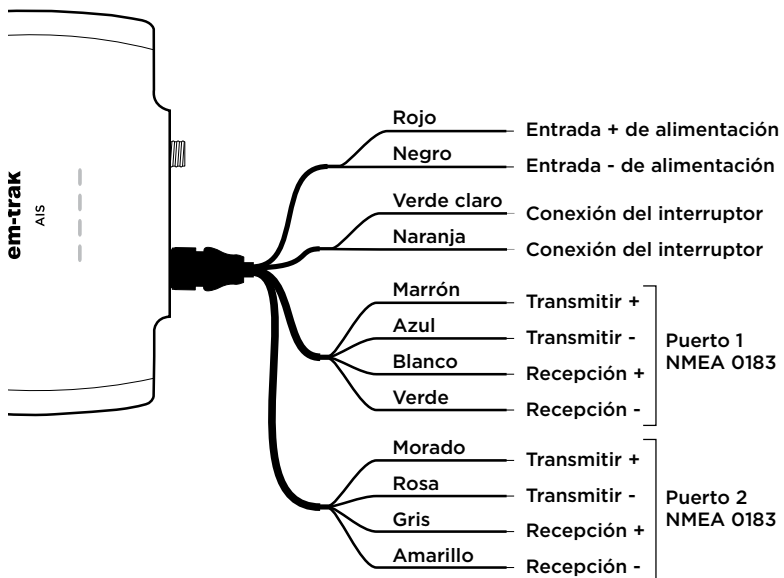 em-trak
AIS
Rojo Entrada + de alimentación
Negro Entrada - de alimentación
Verde claro Conexión del interruptor
Naranja Conexión del interruptor
Marrón Transmitir +
Azul Transmitir -
Blanco Recepción +
Verde Recepción -
Puerto 1
NMEA 0183
Morado Transmitir +
Rosa Transmitir -
Gris Recepción +
Amarillo Recepción -
Puerto 2
NMEA 0183